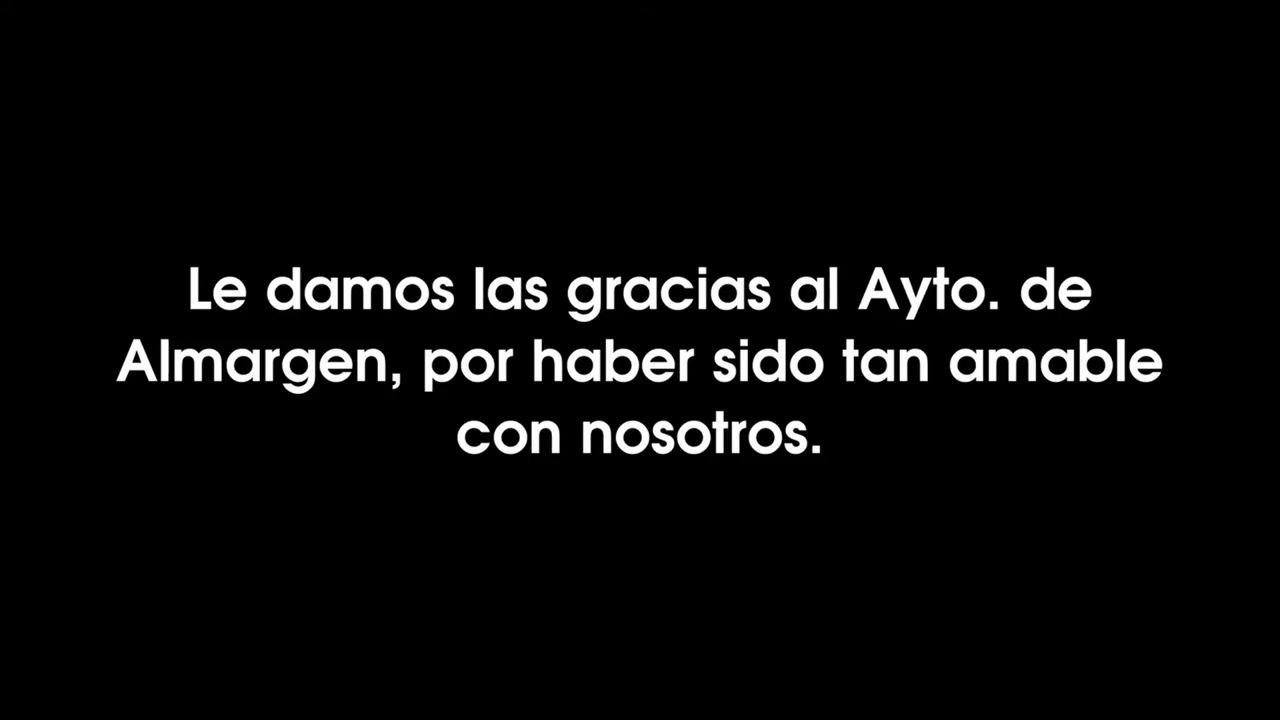 Le damos las gracias al Ayto. de
Almargen, por haber sido tan amable
con nosotros.